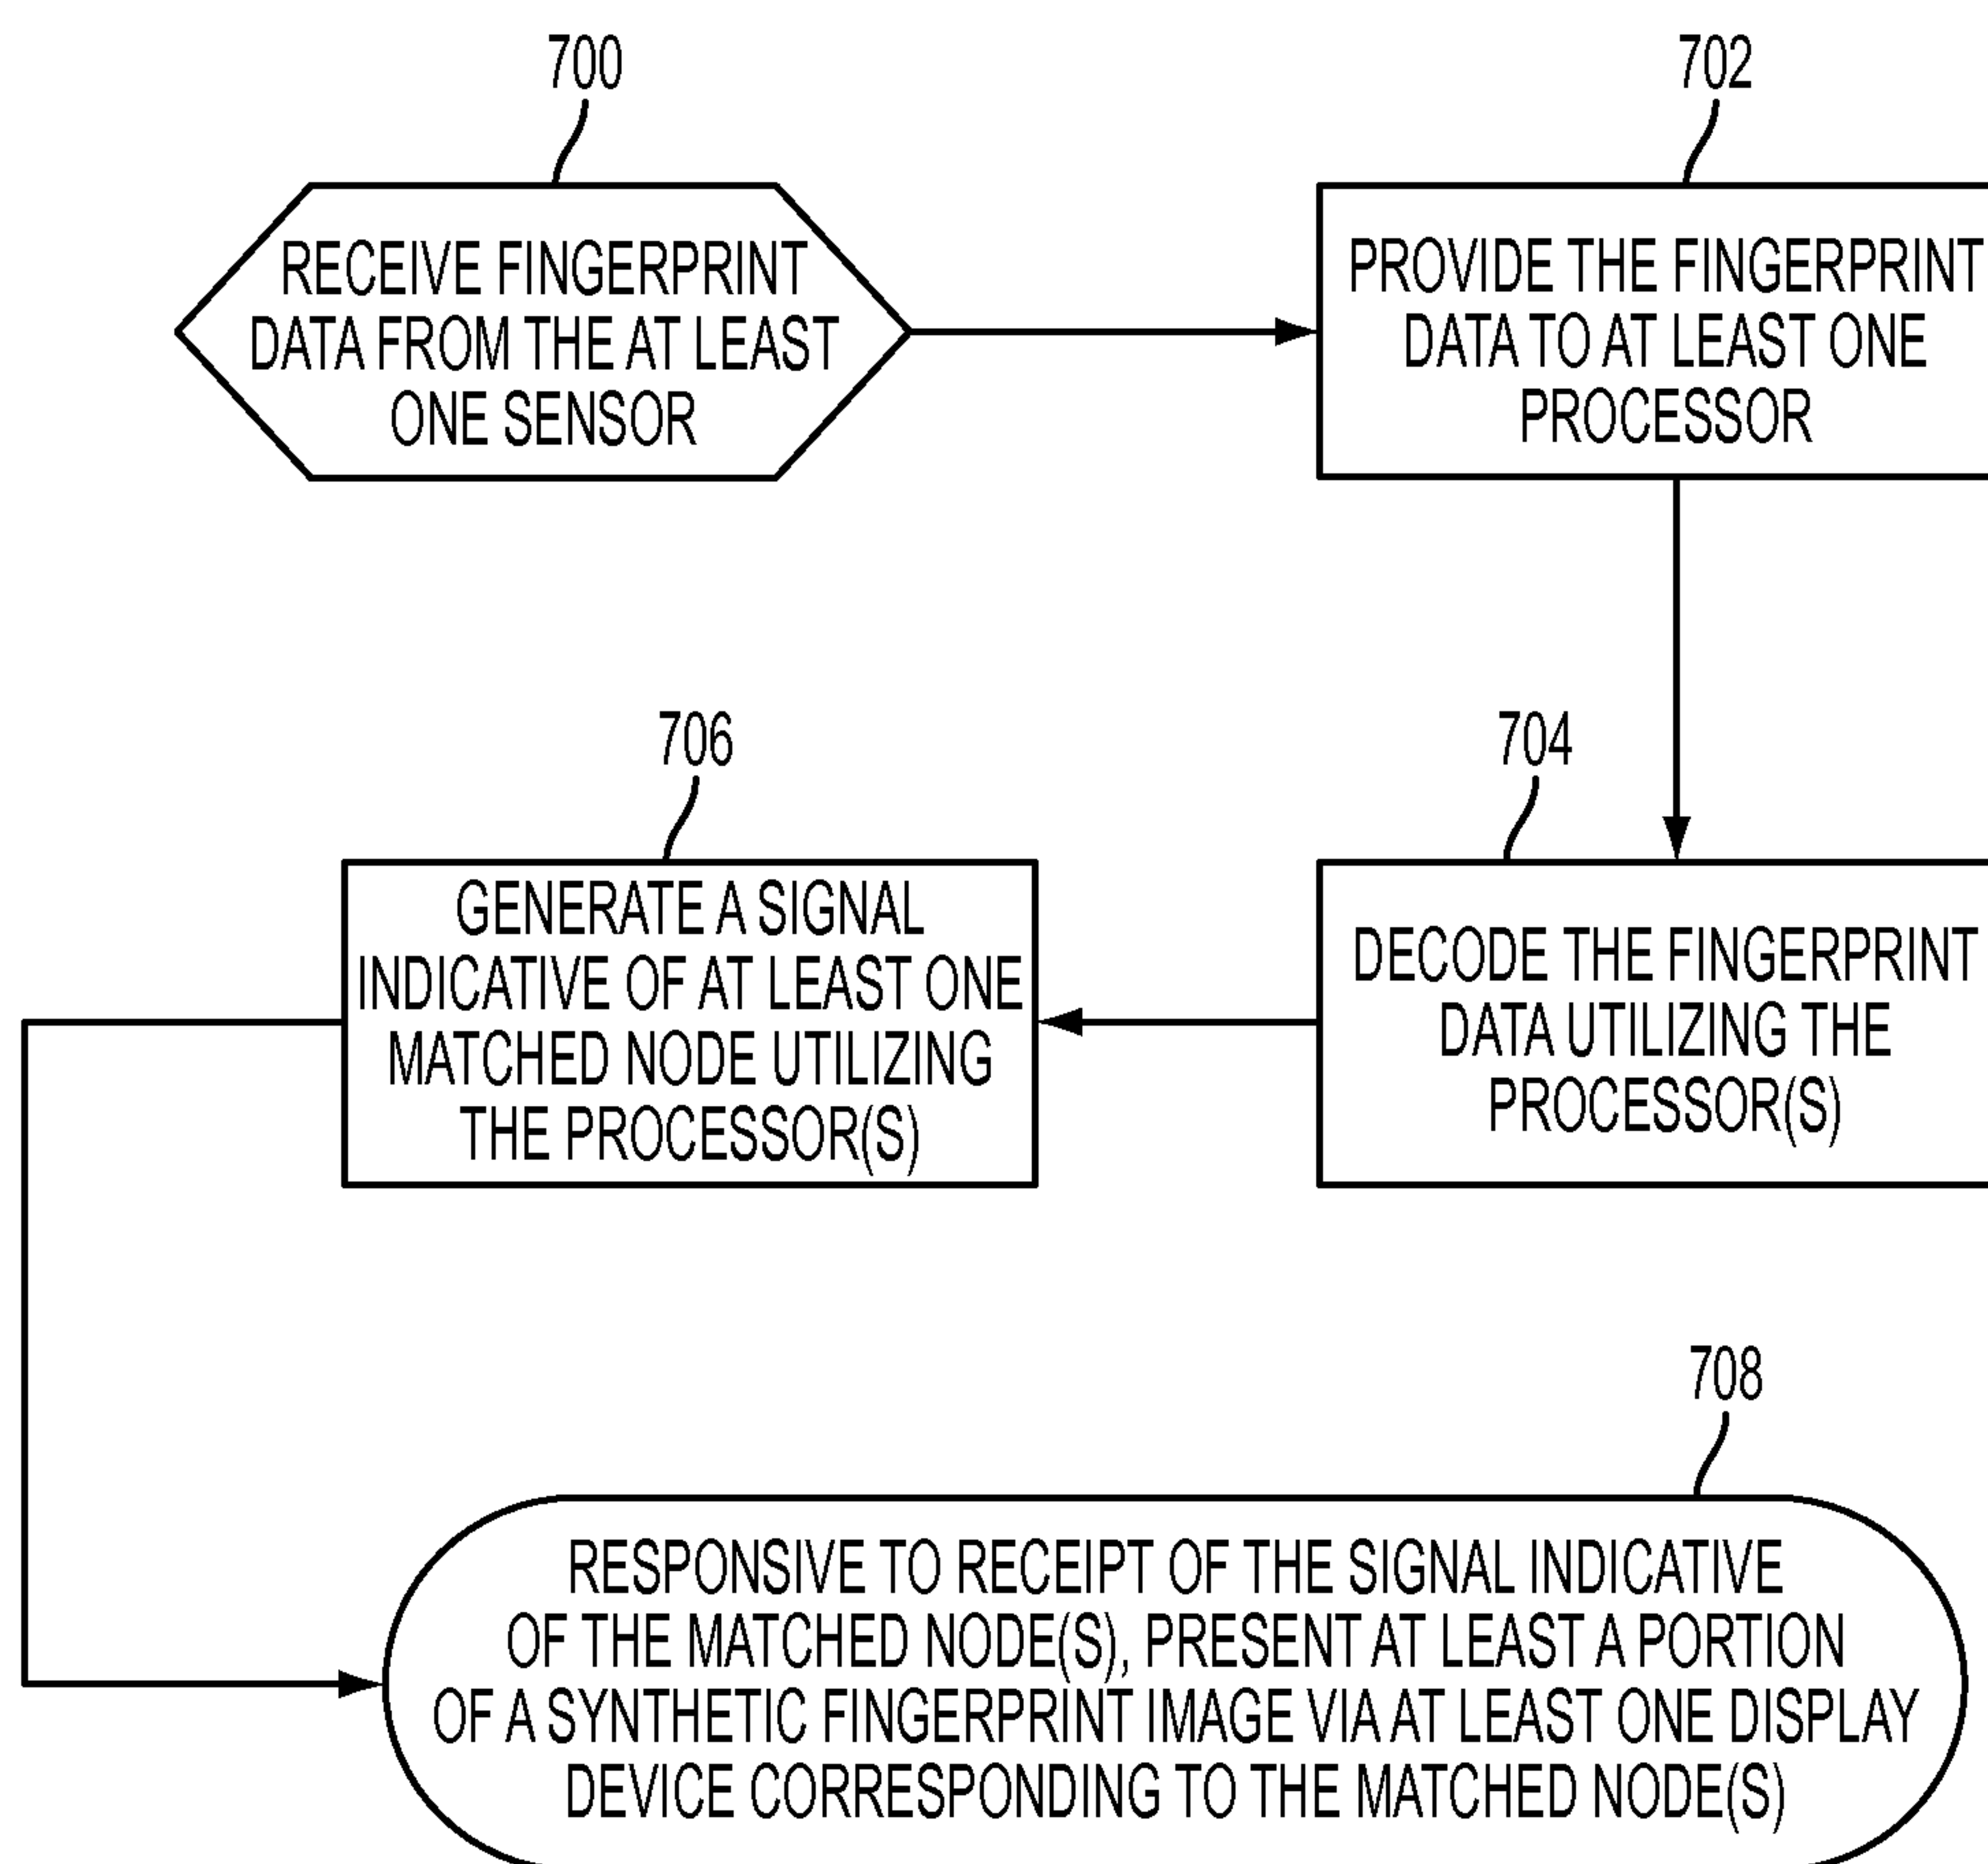 700
RECEIVE FINGERPRINT
DATA FROM THE AT LEAST
ONE SENSOR
702
PROVIDE THE FINGERPRINT
DATA TO AT LEAST ONE
PROCESSOR
704
DECODE THE FINGERPRINT
DATA UTILIZING THE
PROCESSOR(S)
706
GENERATE A SIGNAL
INDICATIVE OF AT LEAST ONE
MATCHED NODE UTILIZING
THE PROCESSOR(S)
708
RESPONSIVE TO RECEIPT OF THE SIGNAL INDICATIVE
OF THE MATCHED NODE(S), PRESENT AT LEAST A PORTION
OF A SYNTHETIC FINGERPRINT IMAGE VIA AT LEAST ONE DISPLAY
DEVICE CORRESPONDING TO THE MATCHED NODE(S)